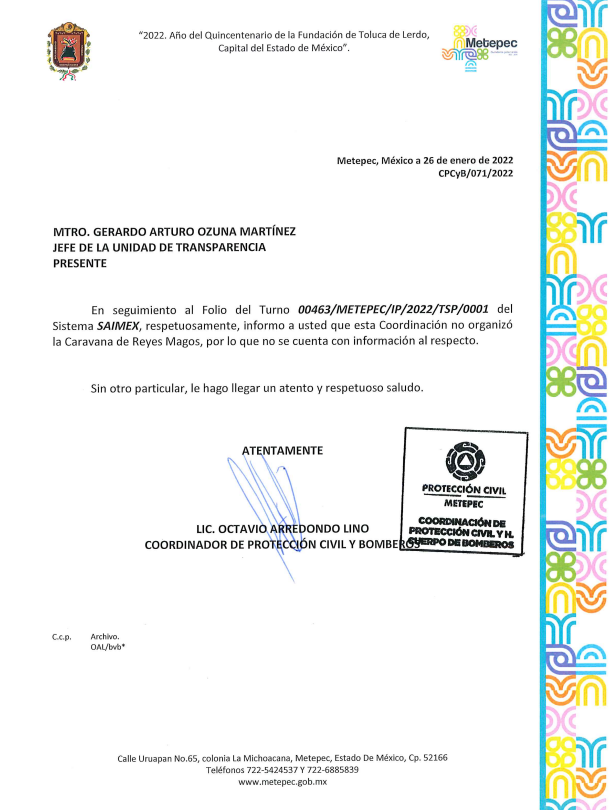 "2022. Año del Quincentenario de la Fundación de Toluca de Lerdo,
Capital del Estado de México".
Metepec
Metepec, México a 26 de enero de 2022
CPCyB/071/2022
MTRO. GERARDO ARTURO OZUNA MARTÍNEZ
JEFE DE LA UNIDAD DE TRANSPARENCIA
PRESENTE
En seguimiento al Folio del Turno 00463/METEPEC/IP/2022/TSP/0001 del
Sistema SAIMEX, respetuosamente, informo a usted que esta Coordinación no organizó
la Caravana de Reyes Magos, por lo que no se cuenta con información al respecto.
Sin otro particular, le hago llegar un atento y respetuoso saludo.
ATENTAMENTE
LIC. OCTAVIO ARREDONDO LINO
COORDINADOR DE PROTECCIÓN CIVIL Y BOMBEROS
PROTECCIÓN CIVIL
METEPEC
COORDINACIÓN DE
PROTECCIÓN CIVIL Y H.
CUERPO DE BOMBEROS
C.c.p. Archivo.
OAL/bvb*
Calle Uruapan No.65, colonia La Michoacana, Metepec, Estado De México, Cp. 52166
Teléfonos 722-5424537 Y 722-6885839
www.metepec.gob.mx